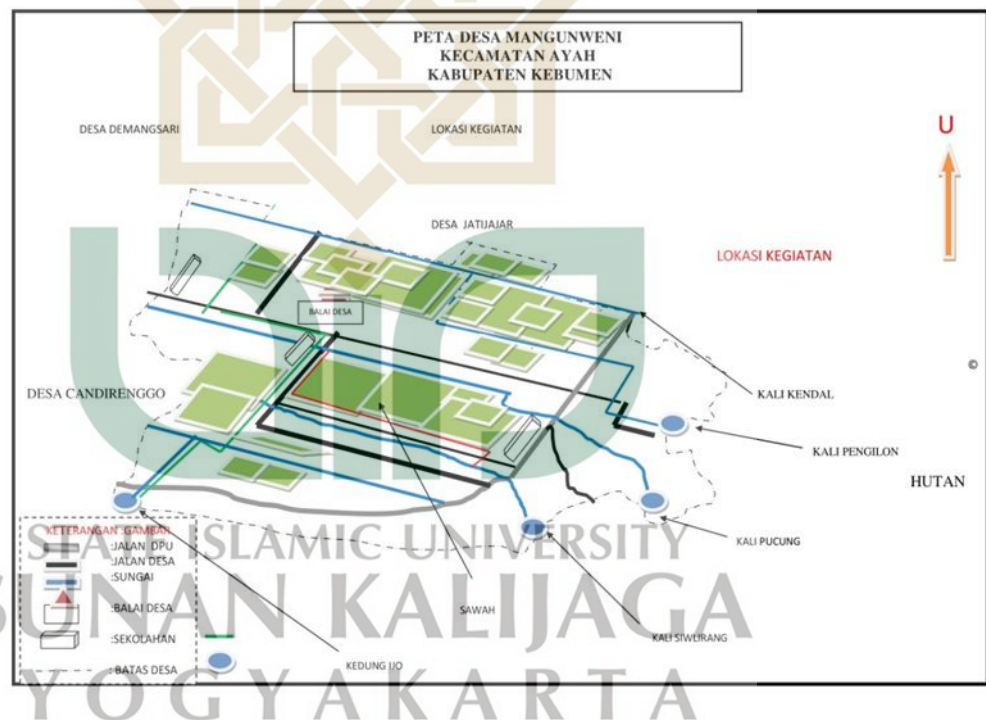 PETA DESA MANGUNWENI
KECAMATAN AYAH
KABUPATEN KEBUMEN
DESA DEMANGSARI
LOKASI KEGIATAN
U
DESA JATIJAJAR
LOKASI KEGIATAN
BALAI DESA
©
DESA CANDIRENGGO
KALI KENDAL
KALI PENGILON
HUTAN
KETERANGAN :GAMBAR
:JALAN DPU
:JALAN DESA
:SUNGAI
:BALAI DESA
:SEKOLAHAN
: BATAS DESA
KALI PUCUNG
SAWAH
KALI SIWURANG
KEDUNG IJO
STATE ISLAMIC UNIVERSITY
SUNAN KALIJAGA
YOGYAKARTA